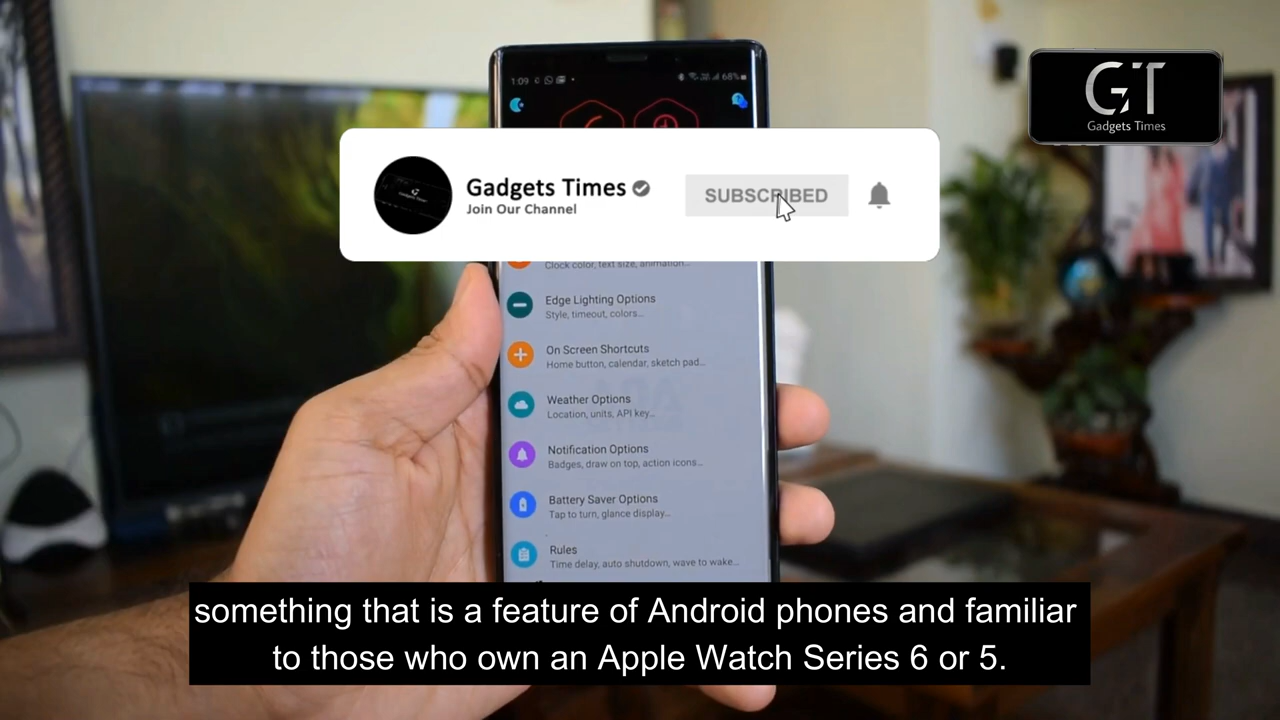 1:09
68%
GT
Gadgets Times
Gadgets Times
Join Our Channel
SUBSCRIBED
Clock color, text size, animation...
Edge Lighting Options
Style, timeout, colors...
On Screen Shortcuts
Home button, calendar, sketch pad...
Weather Options
Location, units, API key...
Notification Options
Badges, draw on top, action icons...
Battery Saver Options
Tap to turn, glance display...
Rules
Time delay, auto shutdown, wave to wake...
something that is a feature of Android phones and familiar
to those who own an Apple Watch Series 6 or 5.